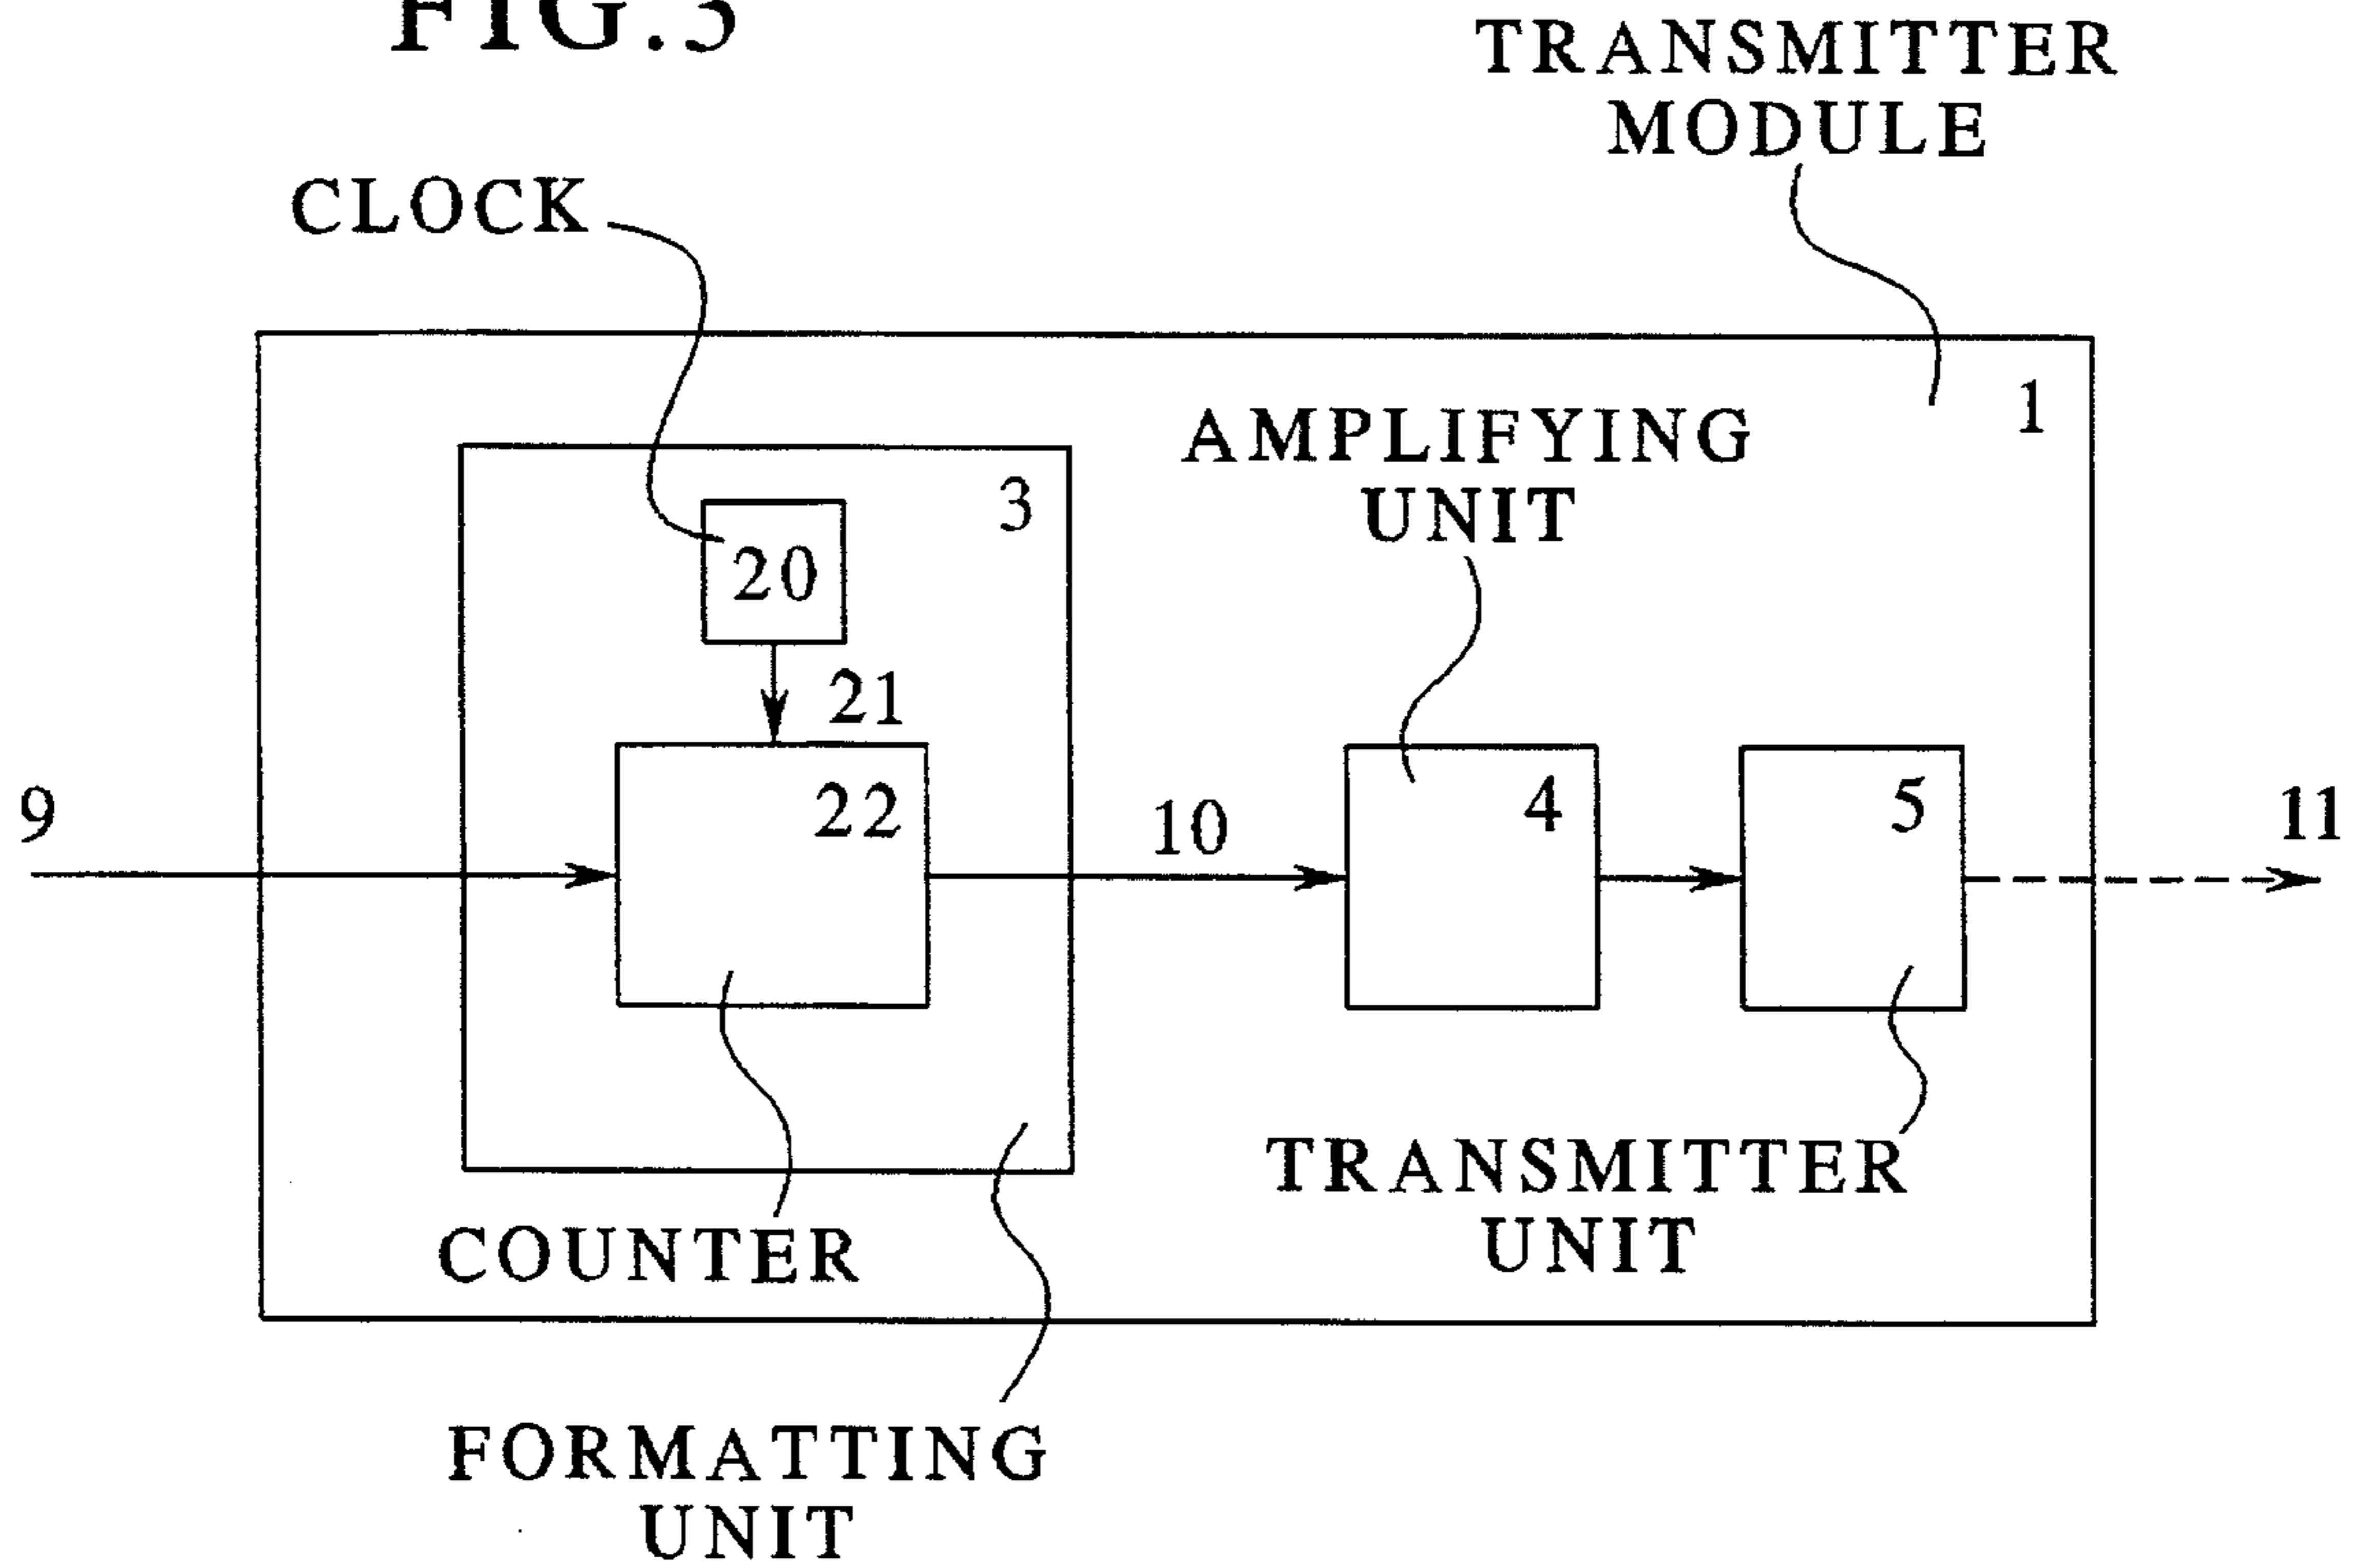 FIG.
TRANSMITTER
MODULE
CLOCK
1
AMPLIFYING
UNIT
3
20
21
22
9
10
4
5
11
TRANSMITTER
UNIT
COUNTER
FORMATTING
UNIT